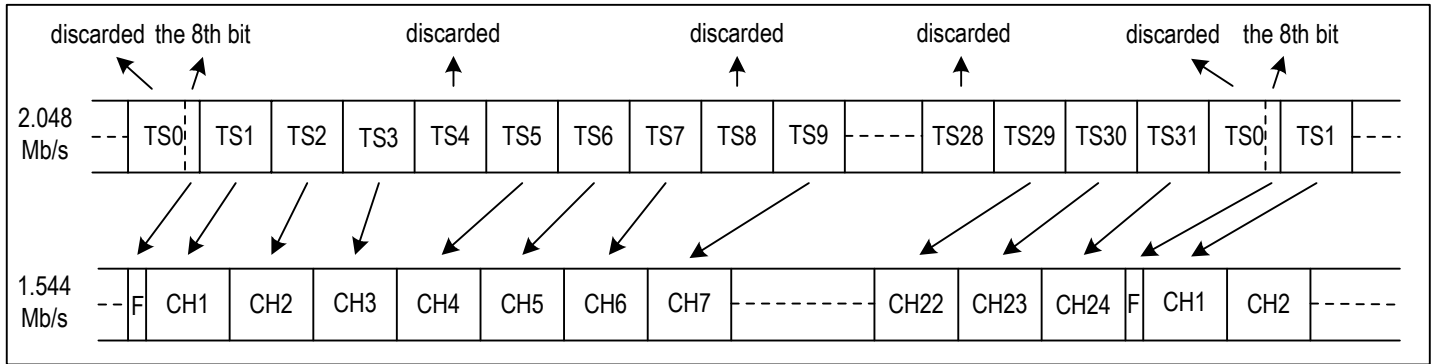 discarded the 8th bit discarded discarded discarded discarded the 8th bit
2.048 Mb/s
TS0 TS1 TS2 TS3 TS4 TS5 TS6 TS7 TS8 TS9 TS28 TS29 TS30 TS31 TS0 TS1
1.544 Mb/s
F CH1 CH2 CH3 CH4 CH5 CH6 CH7 CH22 CH23 CH24 F CH1 CH2